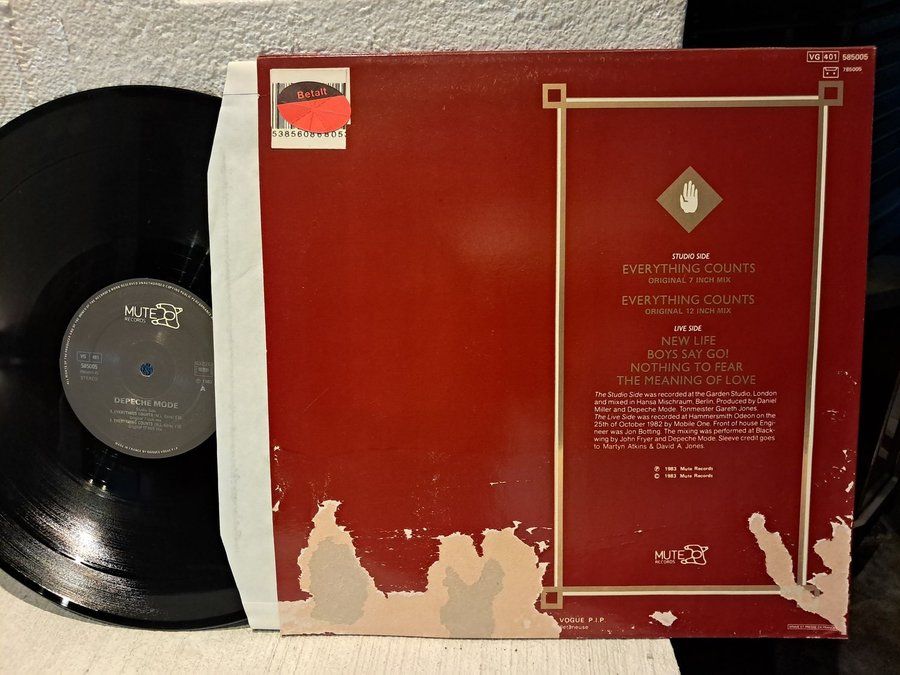 Betalt
VG 401 585005
785005
STUDIO SIDE
EVERYTHING COUNTS
ORIGINAL 7 INCH MIX
EVERYTHING COUNTS
ORIGINAL 12 INCH MIX
LIVE SIDE
NEW LIFE
BOYS SAY GO!
NOTHING TO FEAR
THE MEANING OF LOVE
The Studio Side was recorded at the Garden Studio, London
and mixed in Hansa Mischraum, Berlin. Produced by Daniel
Miller and Depeche Mode. Tonmeister Gareth Jones.
The Live Side was recorded at Hammersmith Odeon on the
25th of October 1982 by Mobile One. Front of house Engi-
neer was Jon Botting. The mixing was performed at Black-
wing by John Fryer and Depeche Mode. Sleeve credit goes
to Martyn Atkins & David A. Jones.
℗ 1983 Mute Records
© 1983 Mute Records
MUTE
RECORDS
VOGUE P.I.P.
MUTE
RECORDS
VG 401
585005
STEREO
A
DEPECHE MODE
Studio Side